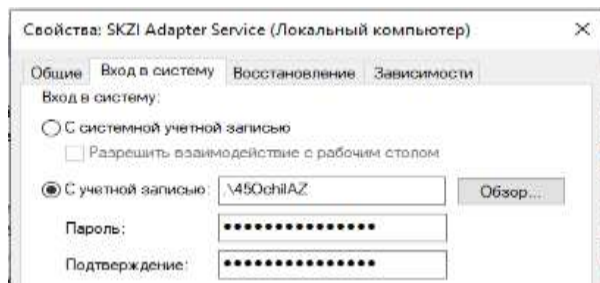 Свойства: SKZI Adapter Service (Локальный компьютер)
Общие Вход в систему Восстановление Зависимости
Вход в систему:
С системной учетной записью
Разрешить взаимодействие с рабочим столом
С учетной записью: .\45OchilAZ Обзор...
Пароль: •••••••••••••••
Подтверждение: •••••••••••••••